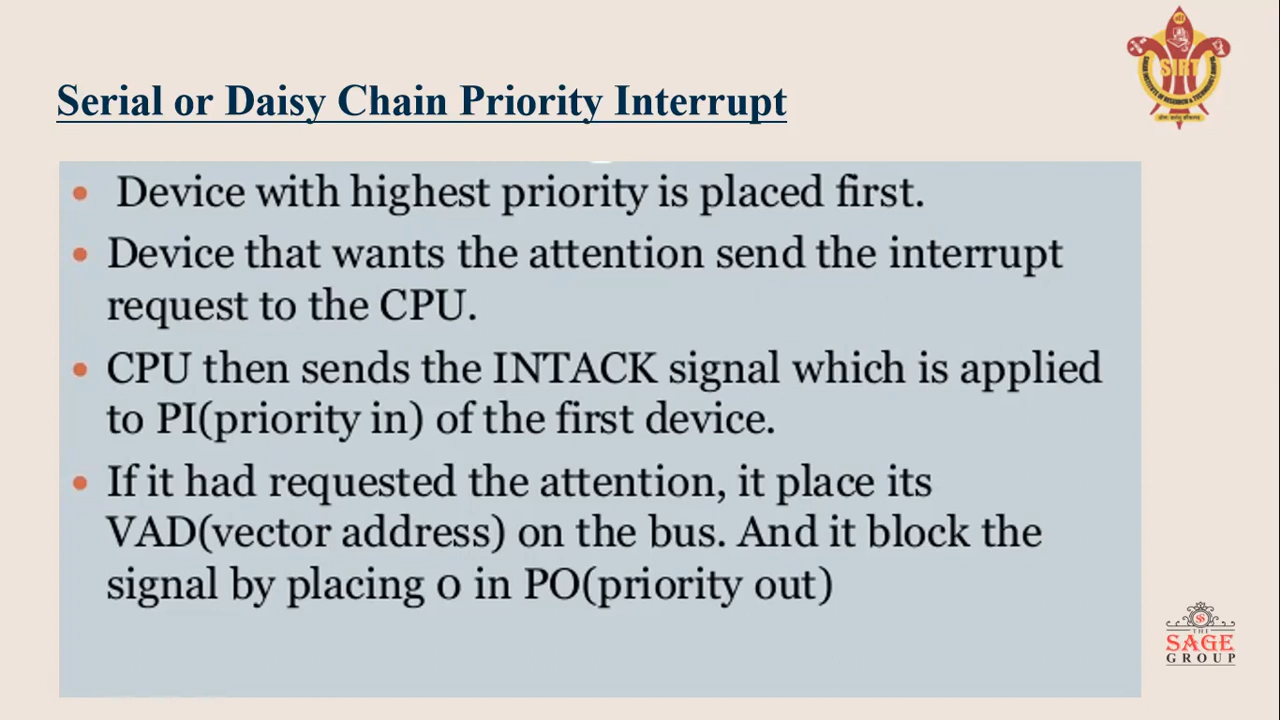 Serial or Daisy Chain Priority Interrupt
SIRT
• Device with highest priority is placed first.
• Device that wants the attention send the interrupt
request to the CPU.
• CPU then sends the INTACK signal which is applied
to PI(priority in) of the first device.
• If it had requested the attention, it place its
VAD(vector address) on the bus. And it block the
signal by placing 0 in PO(priority out)
THE
SAGE
GROUP